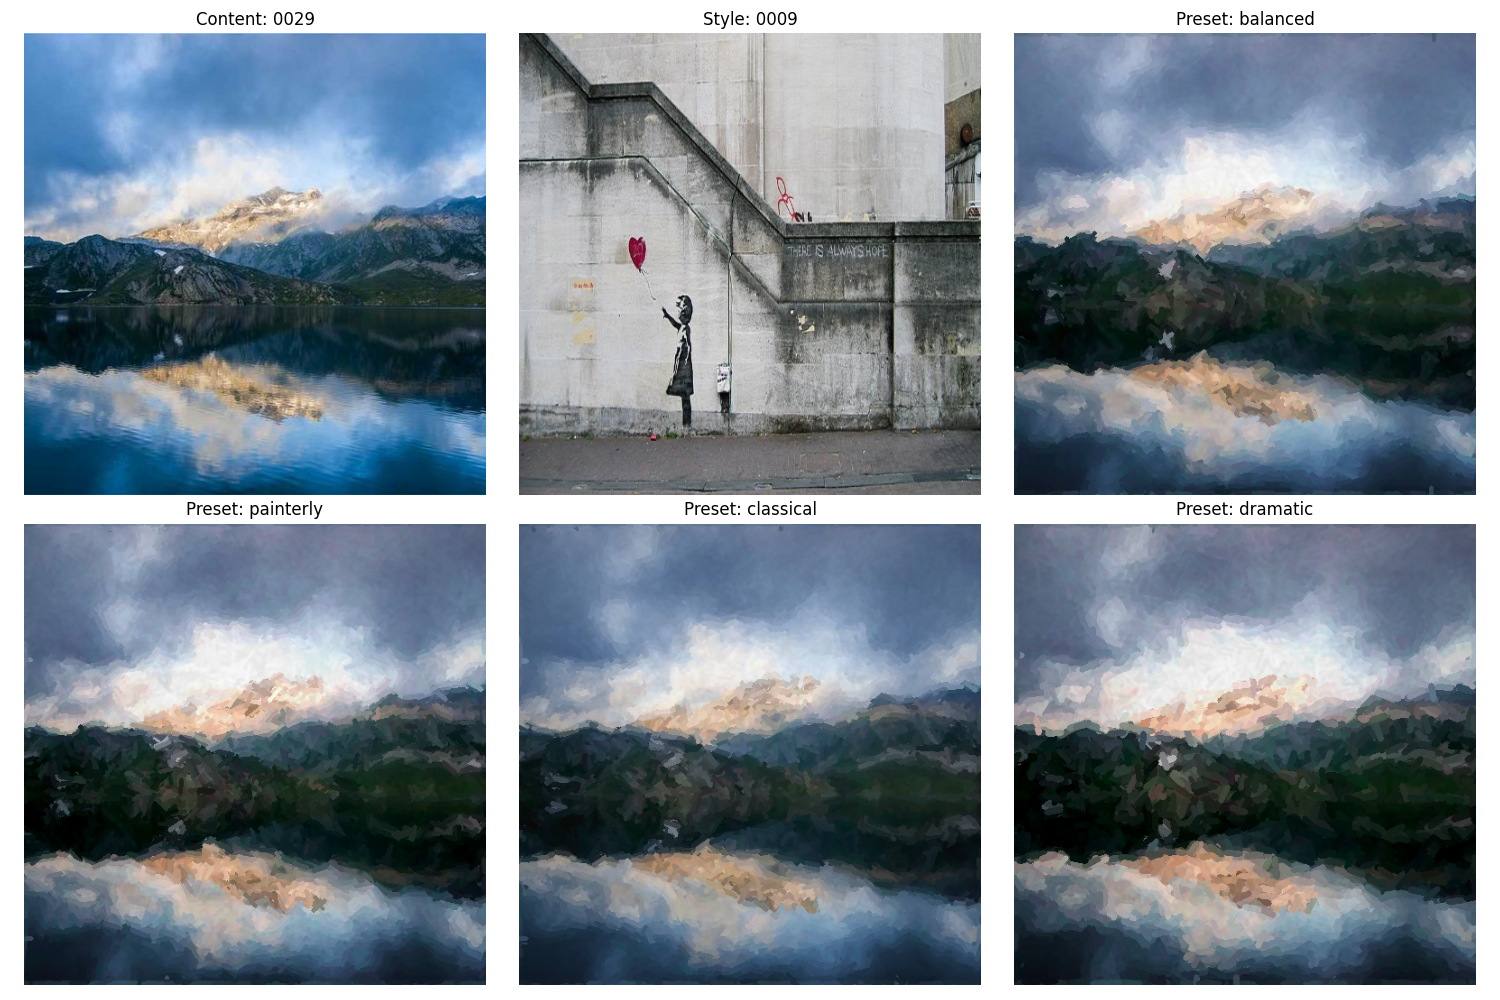 Content: 0029
Style: 0009
Preset: balanced
THERE IS ALWAYS HOPE
Preset: painterly
Preset: classical
Preset: dramatic